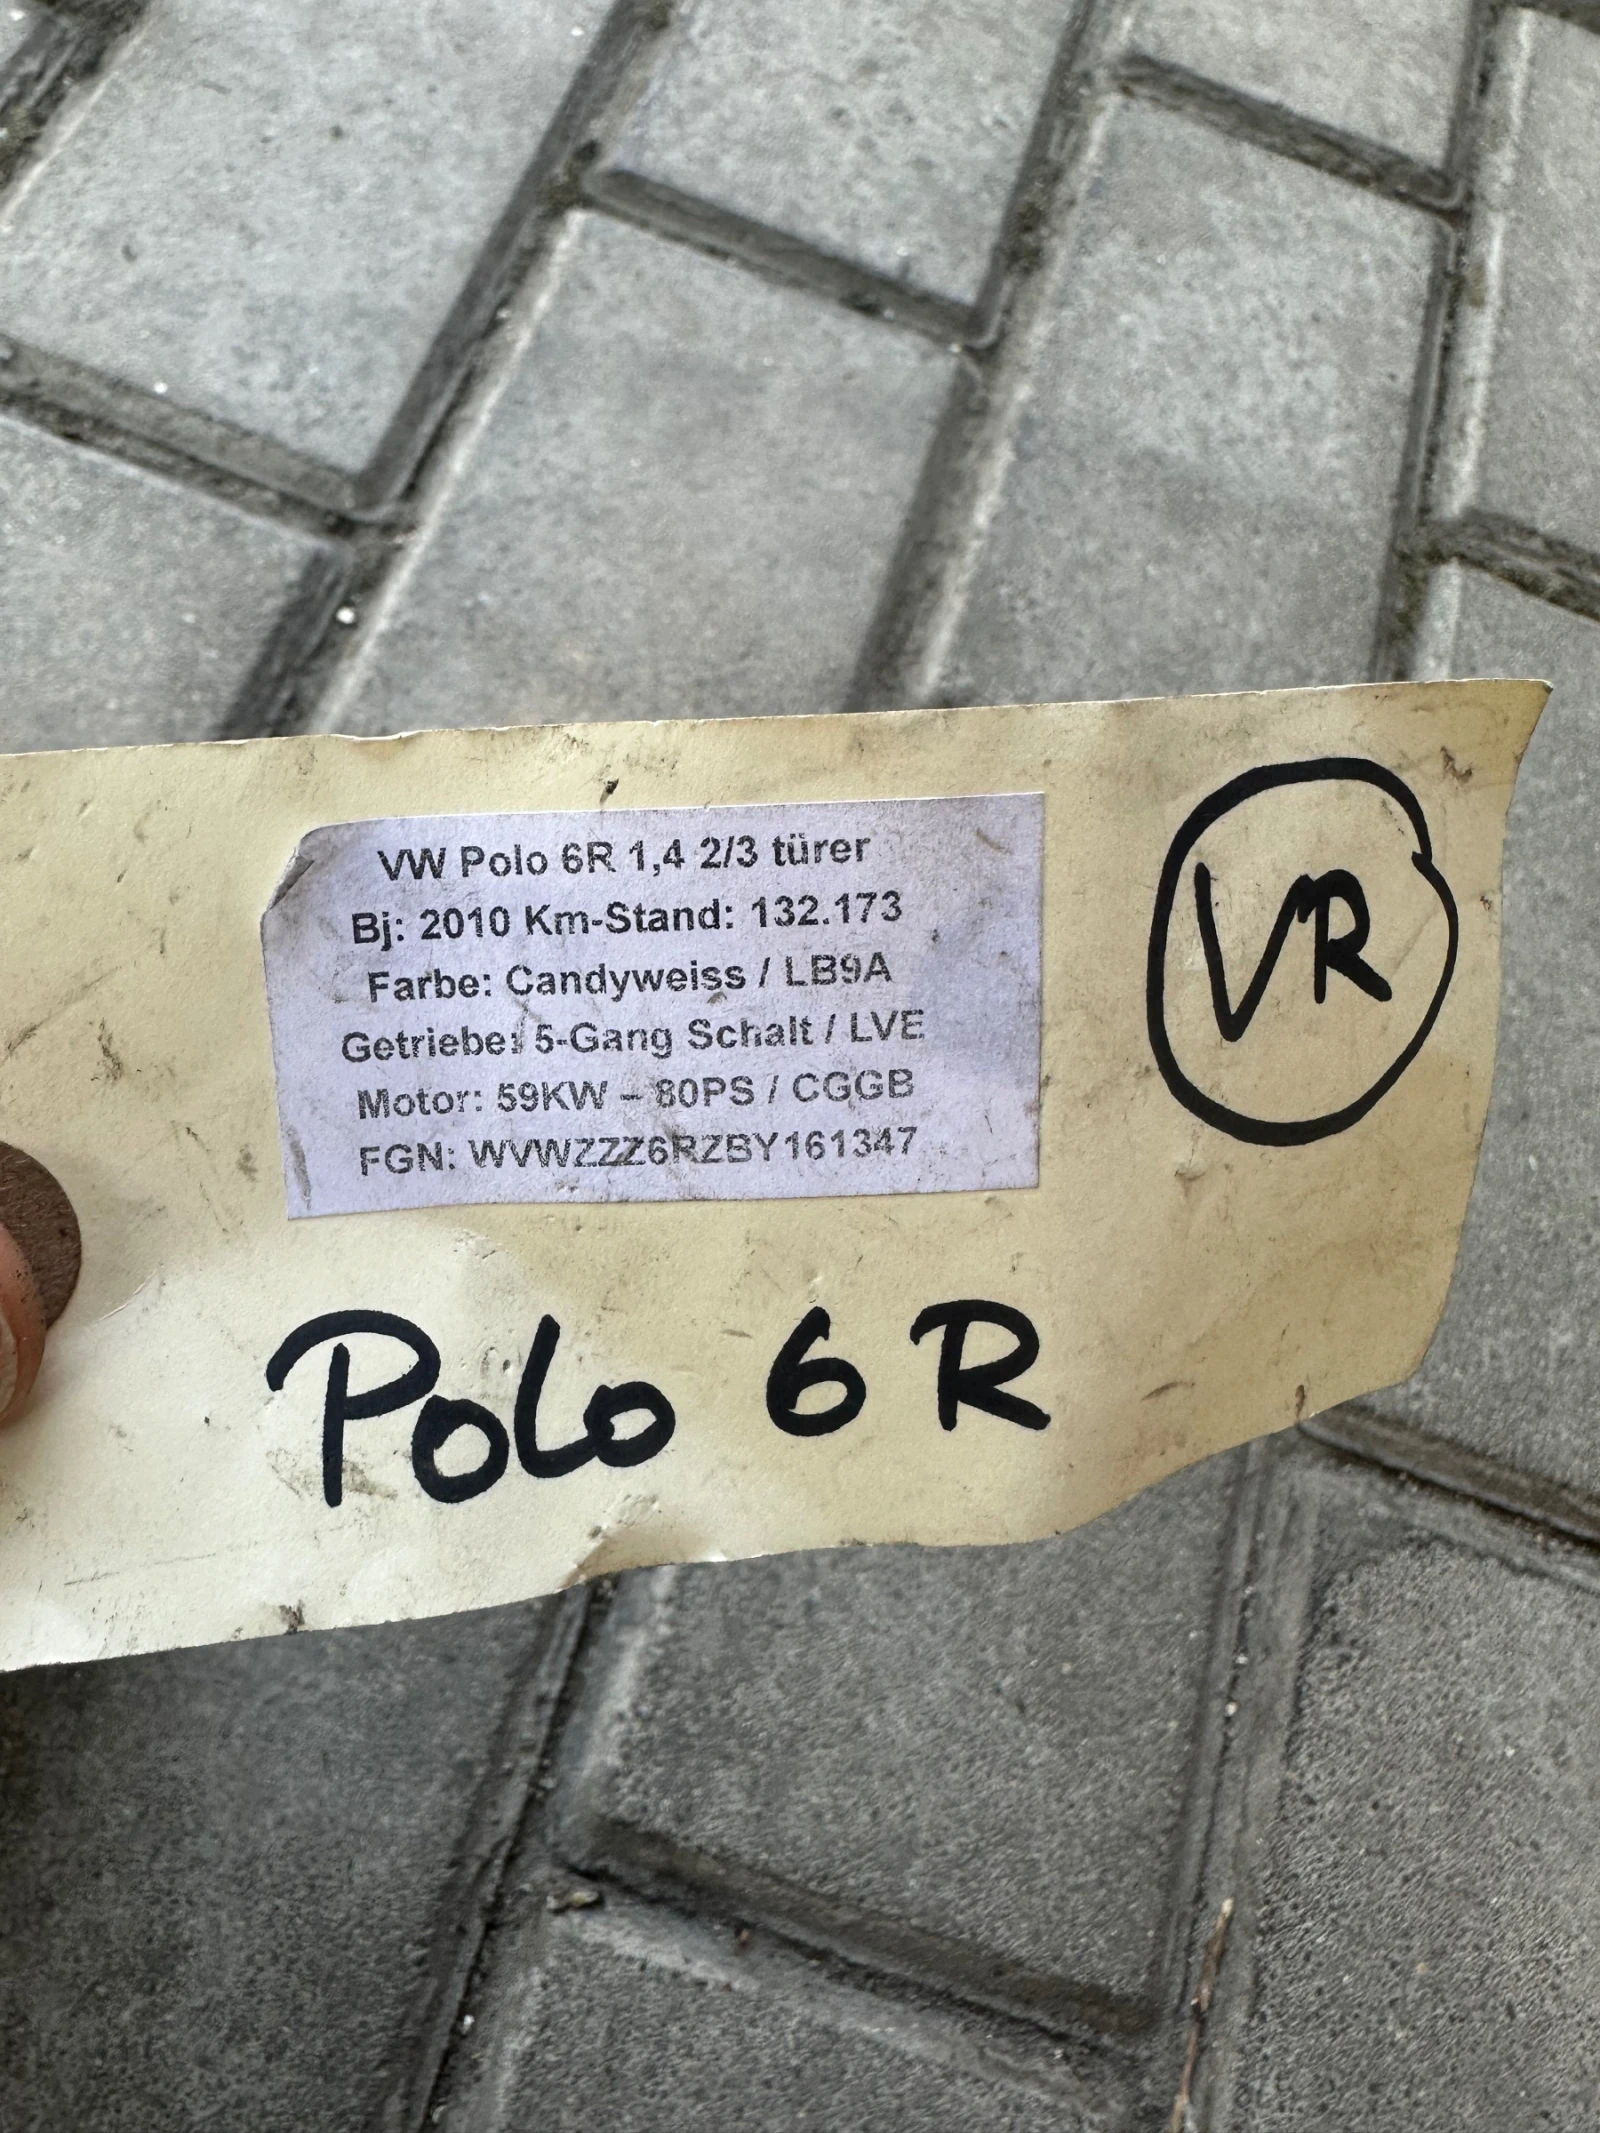 VW Polo 6R 1,4 2/3 türer
Bj: 2010 Km-Stand: 132.173
Farbe: Candyweiss / LB9A
Getriebe: 5-Gang Schalt / LVE
Motor: 59KW – 80PS / CGGB
FGN: WVWZZZ6RZBY161347
VR
Polo 6R